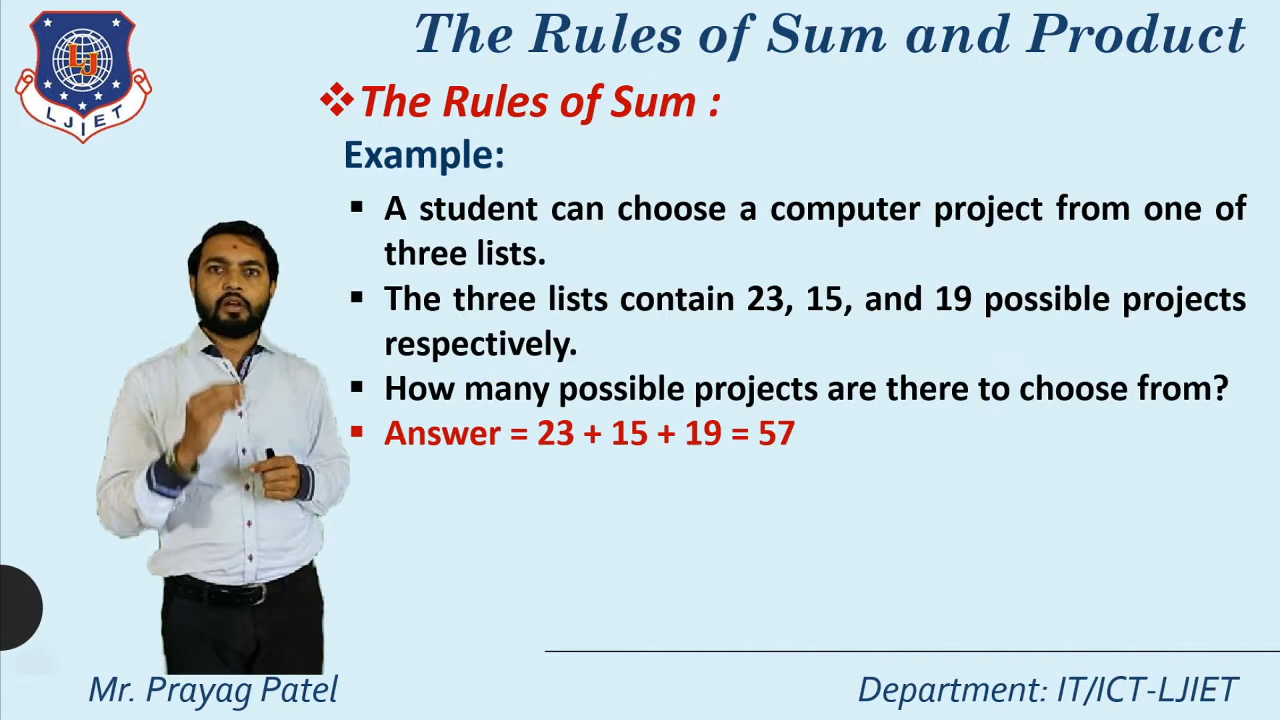 The Rules of Sum and Product
LJ
LJIET
❖The Rules of Sum :
Example:
▪ A student can choose a computer project from one of
three lists.
▪ The three lists contain 23, 15, and 19 possible projects
respectively.
▪ How many possible projects are there to choose from?
▪ Answer = 23 + 15 + 19 = 57
Mr. Prayag Patel
Department: IT/ICT-LJIET